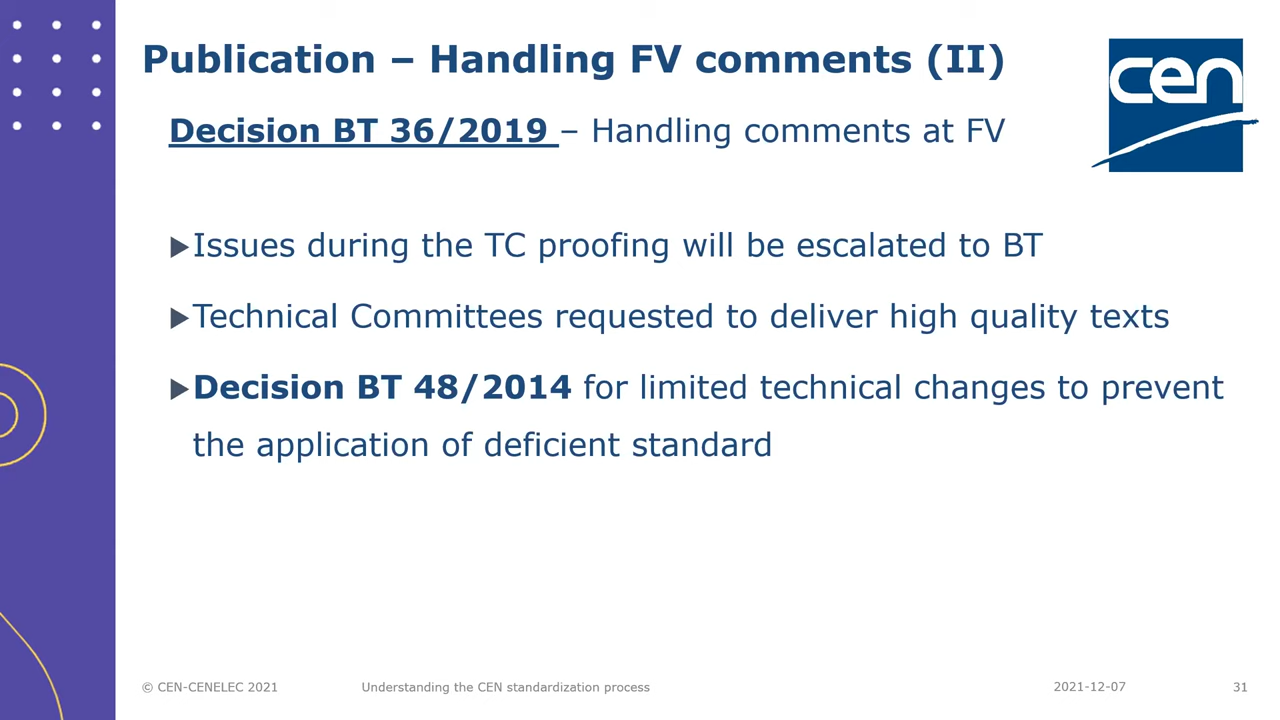 Publication – Handling FV comments (II)
cen
Decision BT 36/2019 – Handling comments at FV
▶Issues during the TC proofing will be escalated to BT
▶Technical Committees requested to deliver high quality texts
▶Decision BT 48/2014 for limited technical changes to prevent
the application of deficient standard
© CEN-CENELEC 2021 Understanding the CEN standardization process 2021-12-07 31